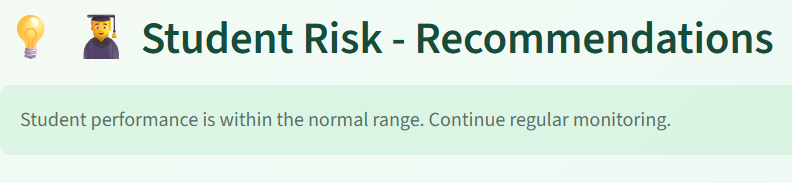 Student Risk - Recommendations
Student performance is within the normal range. Continue regular monitoring.